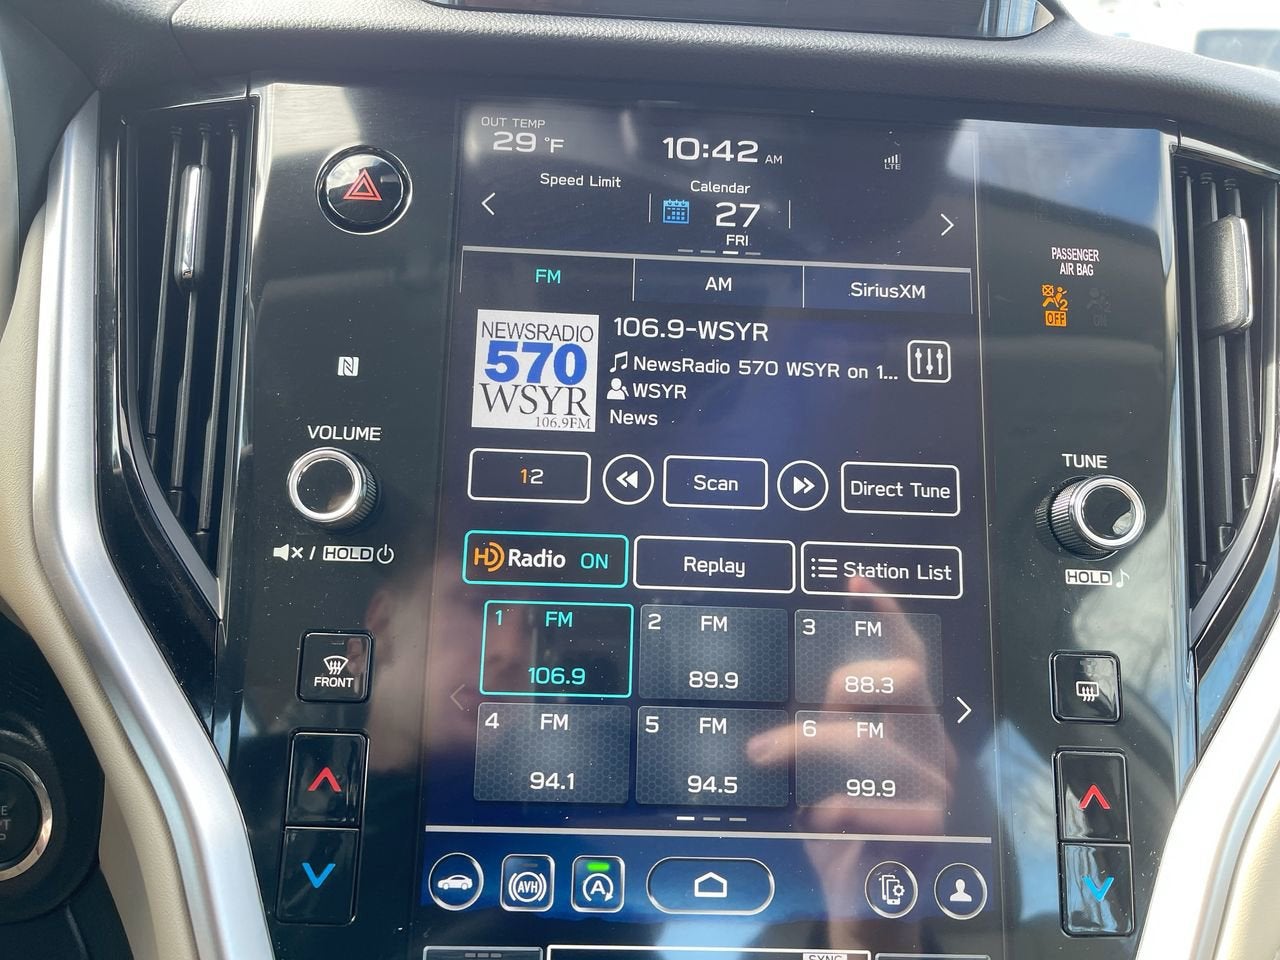 OUT TEMP
29 °F
10:42 AM
LTE
Speed Limit
Calendar
27
FRI
FM
AM
SiriusXM
PASSENGER
AIR BAG
2
OFF
ON
NEWSRADIO
570
WSYR
106.9FM
106.9-WSYR
NewsRadio 570 WSYR on 1...
WSYR
News
VOLUME
TUNE
12
Scan
Direct Tune
HOLD
HOLD
HD Radio ON
Replay
Station List
1 FM
106.9
2 FM
89.9
3 FM
88.3
FRONT
4 FM
94.1
5 FM
94.5
6 FM
99.9
AVH
A
SYNC